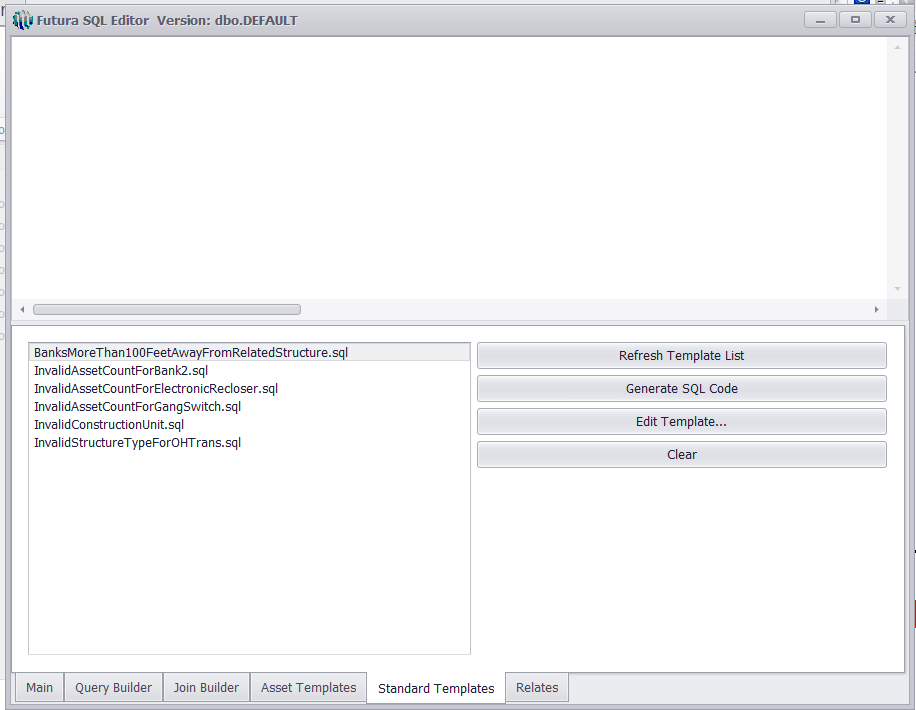 Futura SQL Editor Version: dbo.DEFAULT
BanksMoreThan100FeetAwayFromRelatedStructure.sql
InvalidAssetCountForBank2.sql
InvalidAssetCountForElectronicRecloser.sql
InvalidAssetCountForGangSwitch.sql
InvalidConstructionUnit.sql
InvalidStructureTypeForOHTrans.sql
Refresh Template List
Generate SQL Code
Edit Template...
Clear
Main
Query Builder
Join Builder
Asset Templates
Standard Templates
Relates